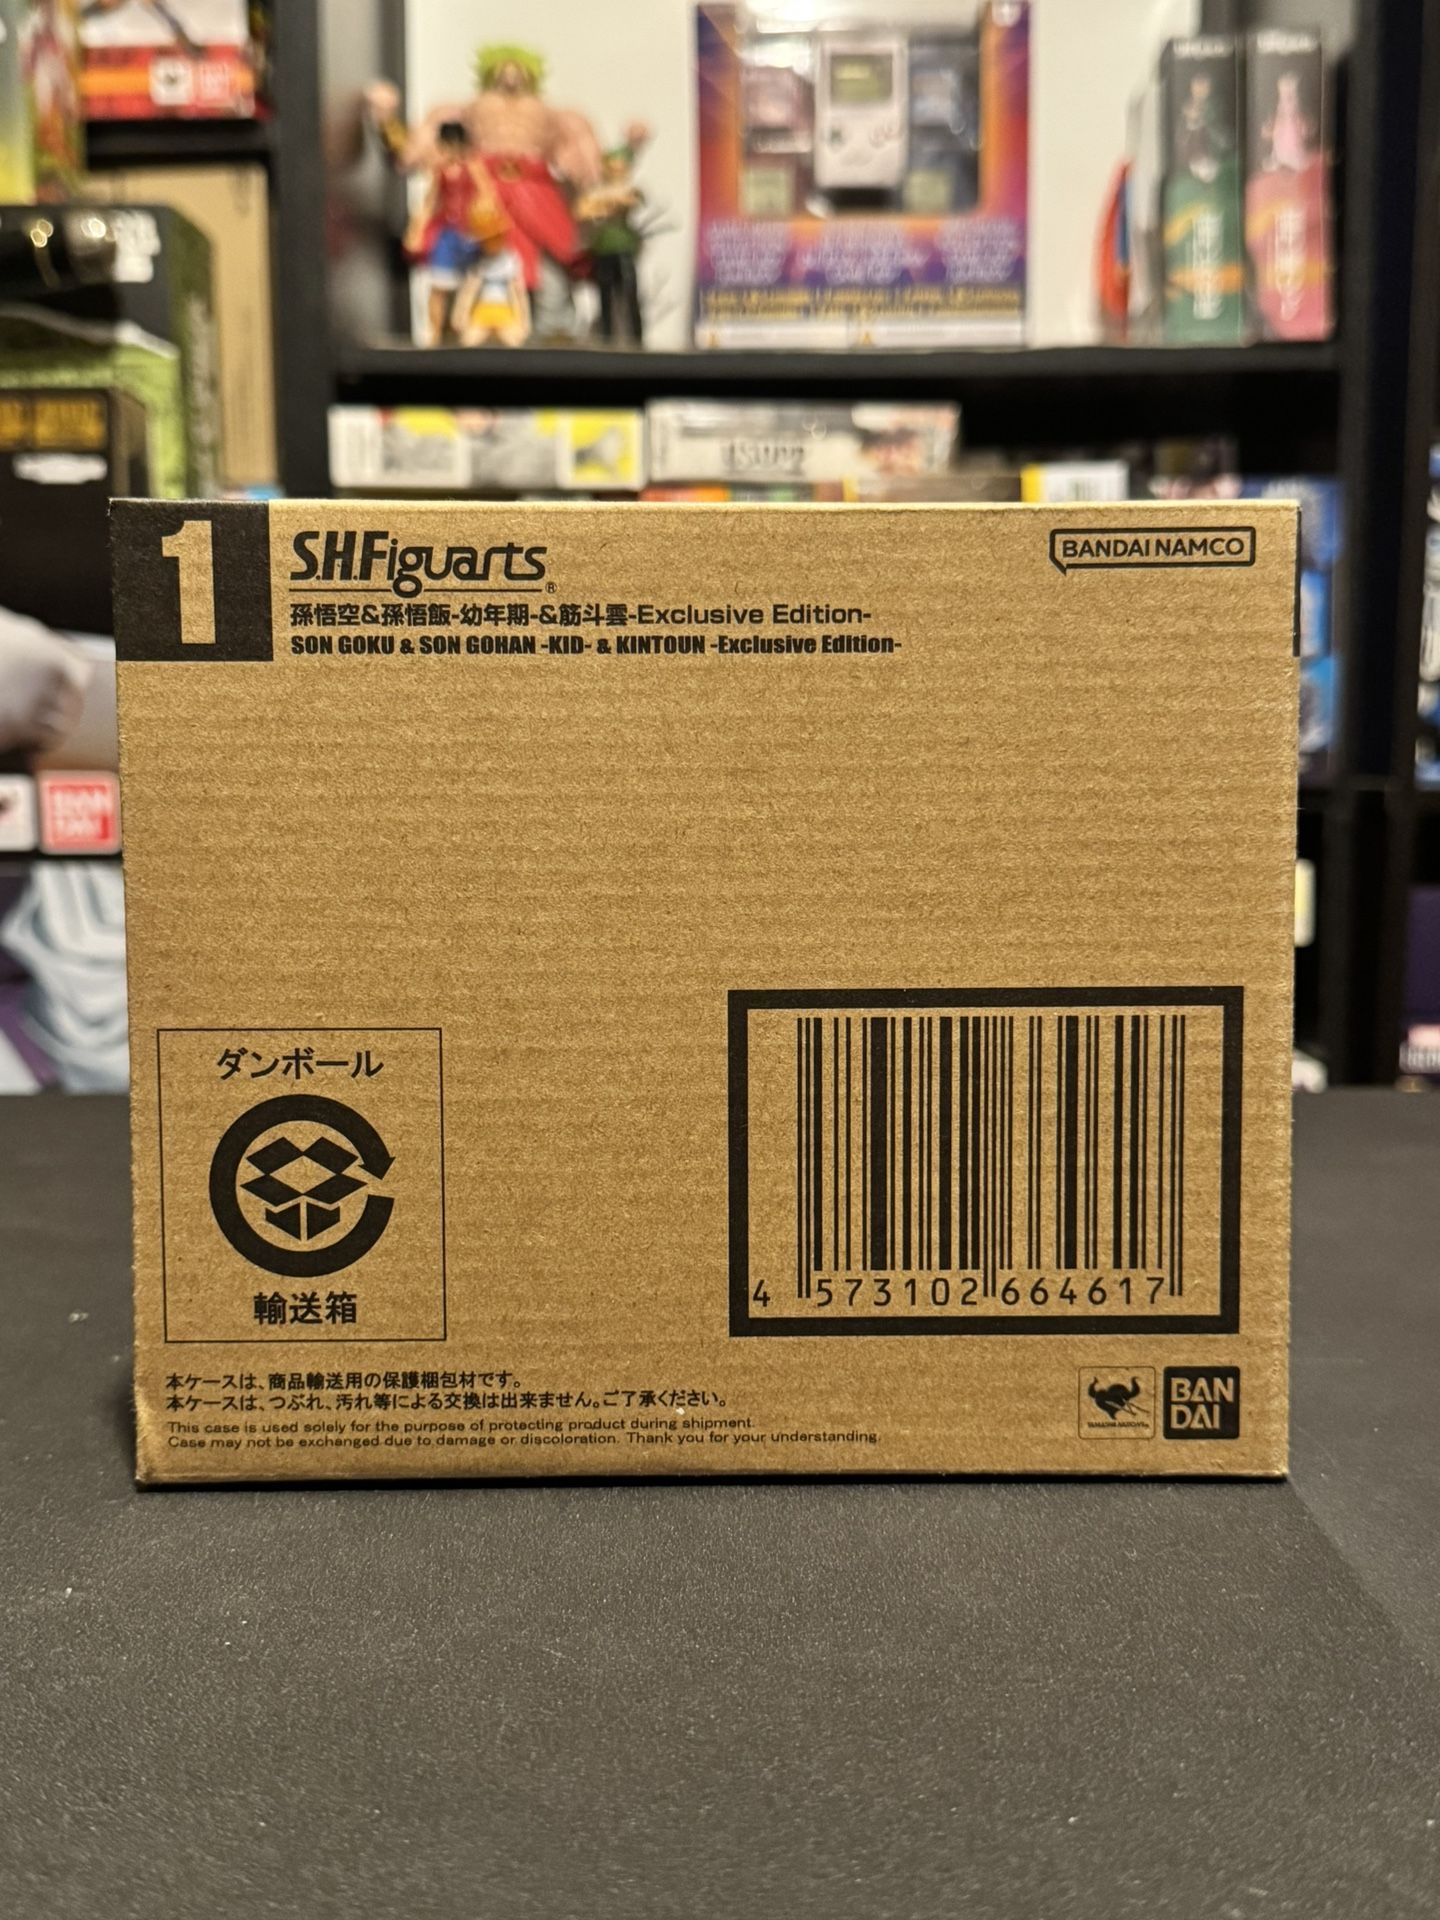 1
S.H.Figuarts®
BANDAI NAMCO
孫悟空&孫悟飯-幼年期-&筋斗雲-Exclusive Edition-
SON GOKU & SON GOHAN -KID- & KINTOUN -Exclusive Edition-
BAN
DAI
ダンボール
輸送箱
4 573102 664617
本ケースは、商品輸送用の保護梱包材です。
本ケースは、つぶれ、汚れ等による交換は出来ません。ご了承ください。
This case is used solely for the purpose of protecting product during shipment.
Case may not be exchanged due to damage or discoloration. Thank you for your understanding.
TAMASHII NATIONS
BAN
DAI